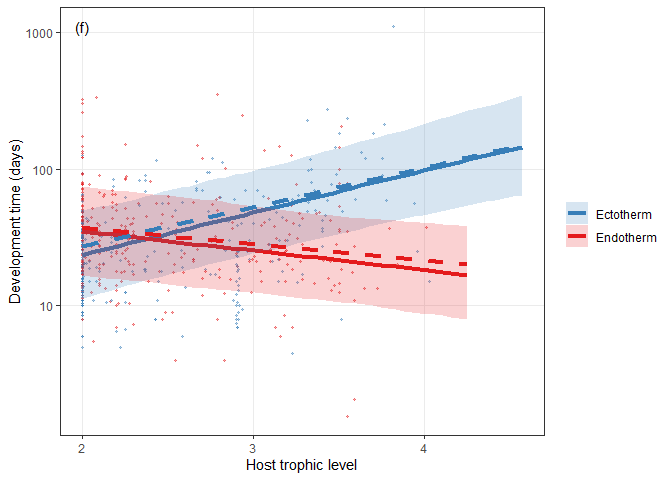 (f)
1000
100
10
Development time (days)
2
3
4
Host trophic level
Ectotherm
Endotherm